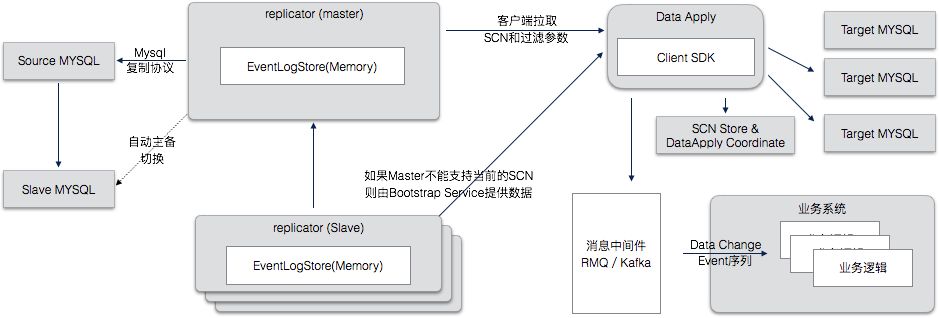 replicator (master)
EventLogStore(Memory)
Source MYSQL
Mysql
复制协议
自动主备
切换
Slave MYSQL
replicator (Slave)
EventLogStore(Memory)
客户端拉取
SCN和过滤参数
如果Master不能支持当前的SCN
则由Bootstrap Service提供数据
Data Apply
Client SDK
SCN Store &
DataApply Coordinate
Target MYSQL
Target MYSQL
Target MYSQL
消息中间件
RMQ / Kafka
Data Change
Event序列
业务系统
业务逻辑